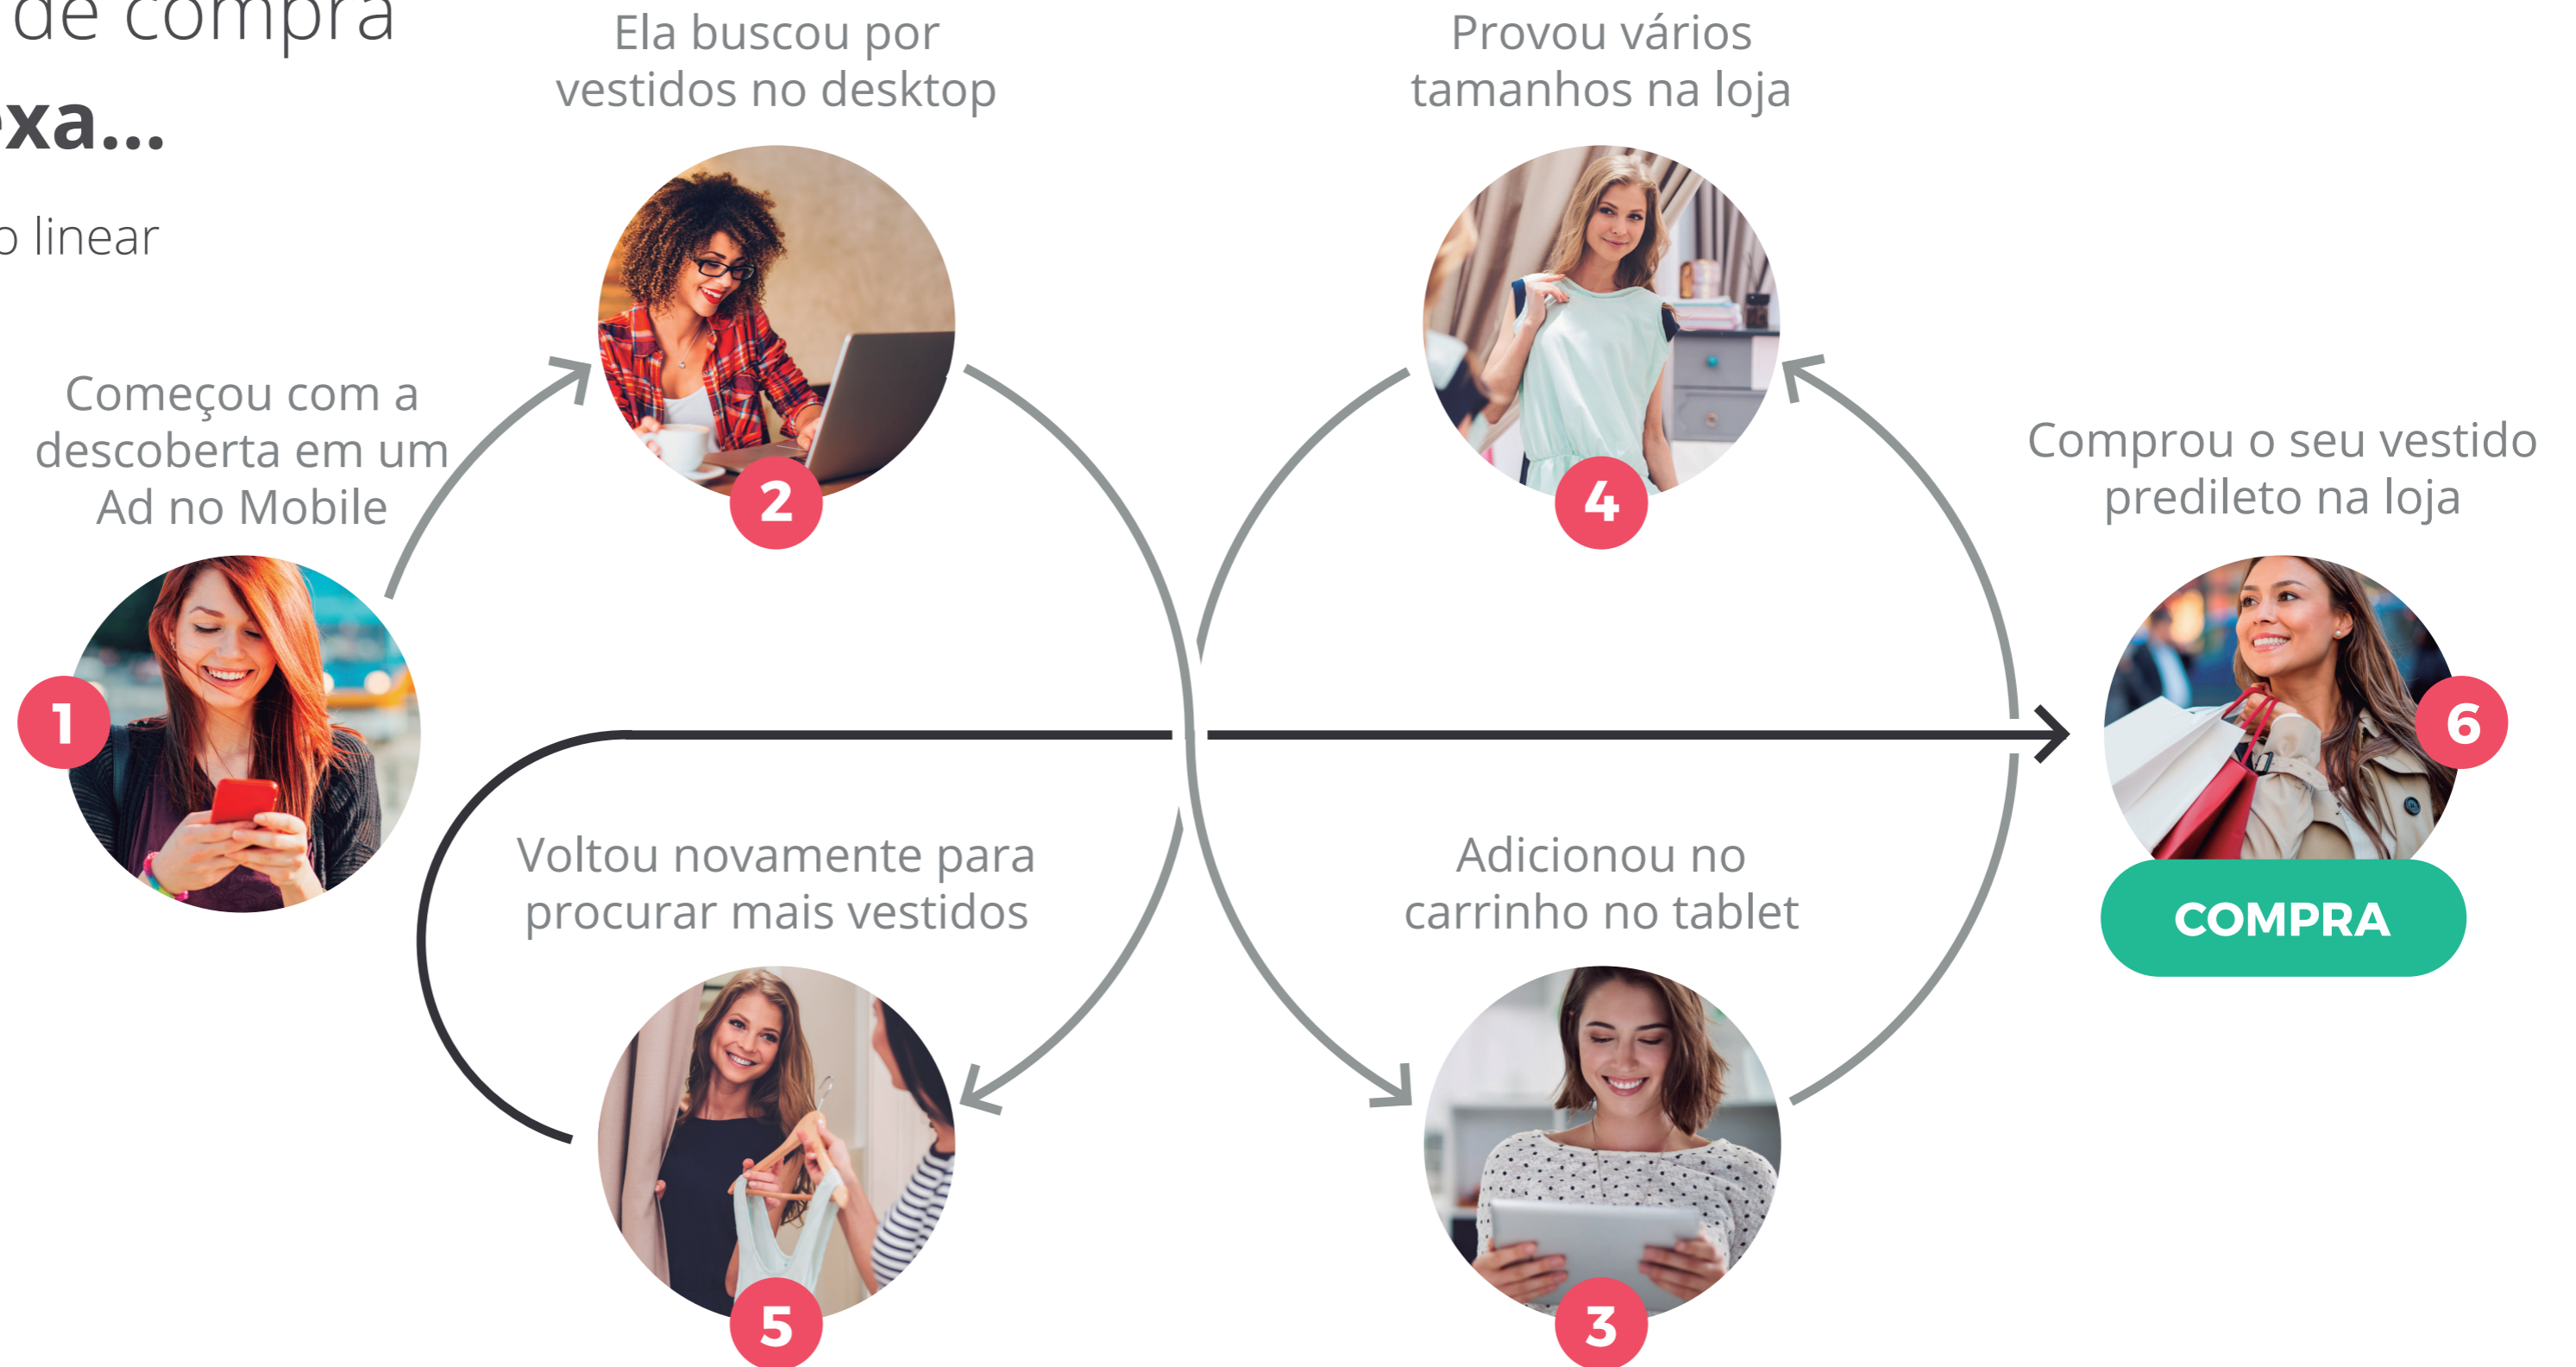 de compra
exa...
o linear
Começou com a
descoberta em um
Ad no Mobile
1
Ela buscou por
vestidos no desktop
2
Adicionou no
carrinho no tablet
3
Provou vários
tamanhos na loja
4
Voltou novamente para
procurar mais vestidos
5
Comprou o seu vestido
predileto na loja
6
COMPRA